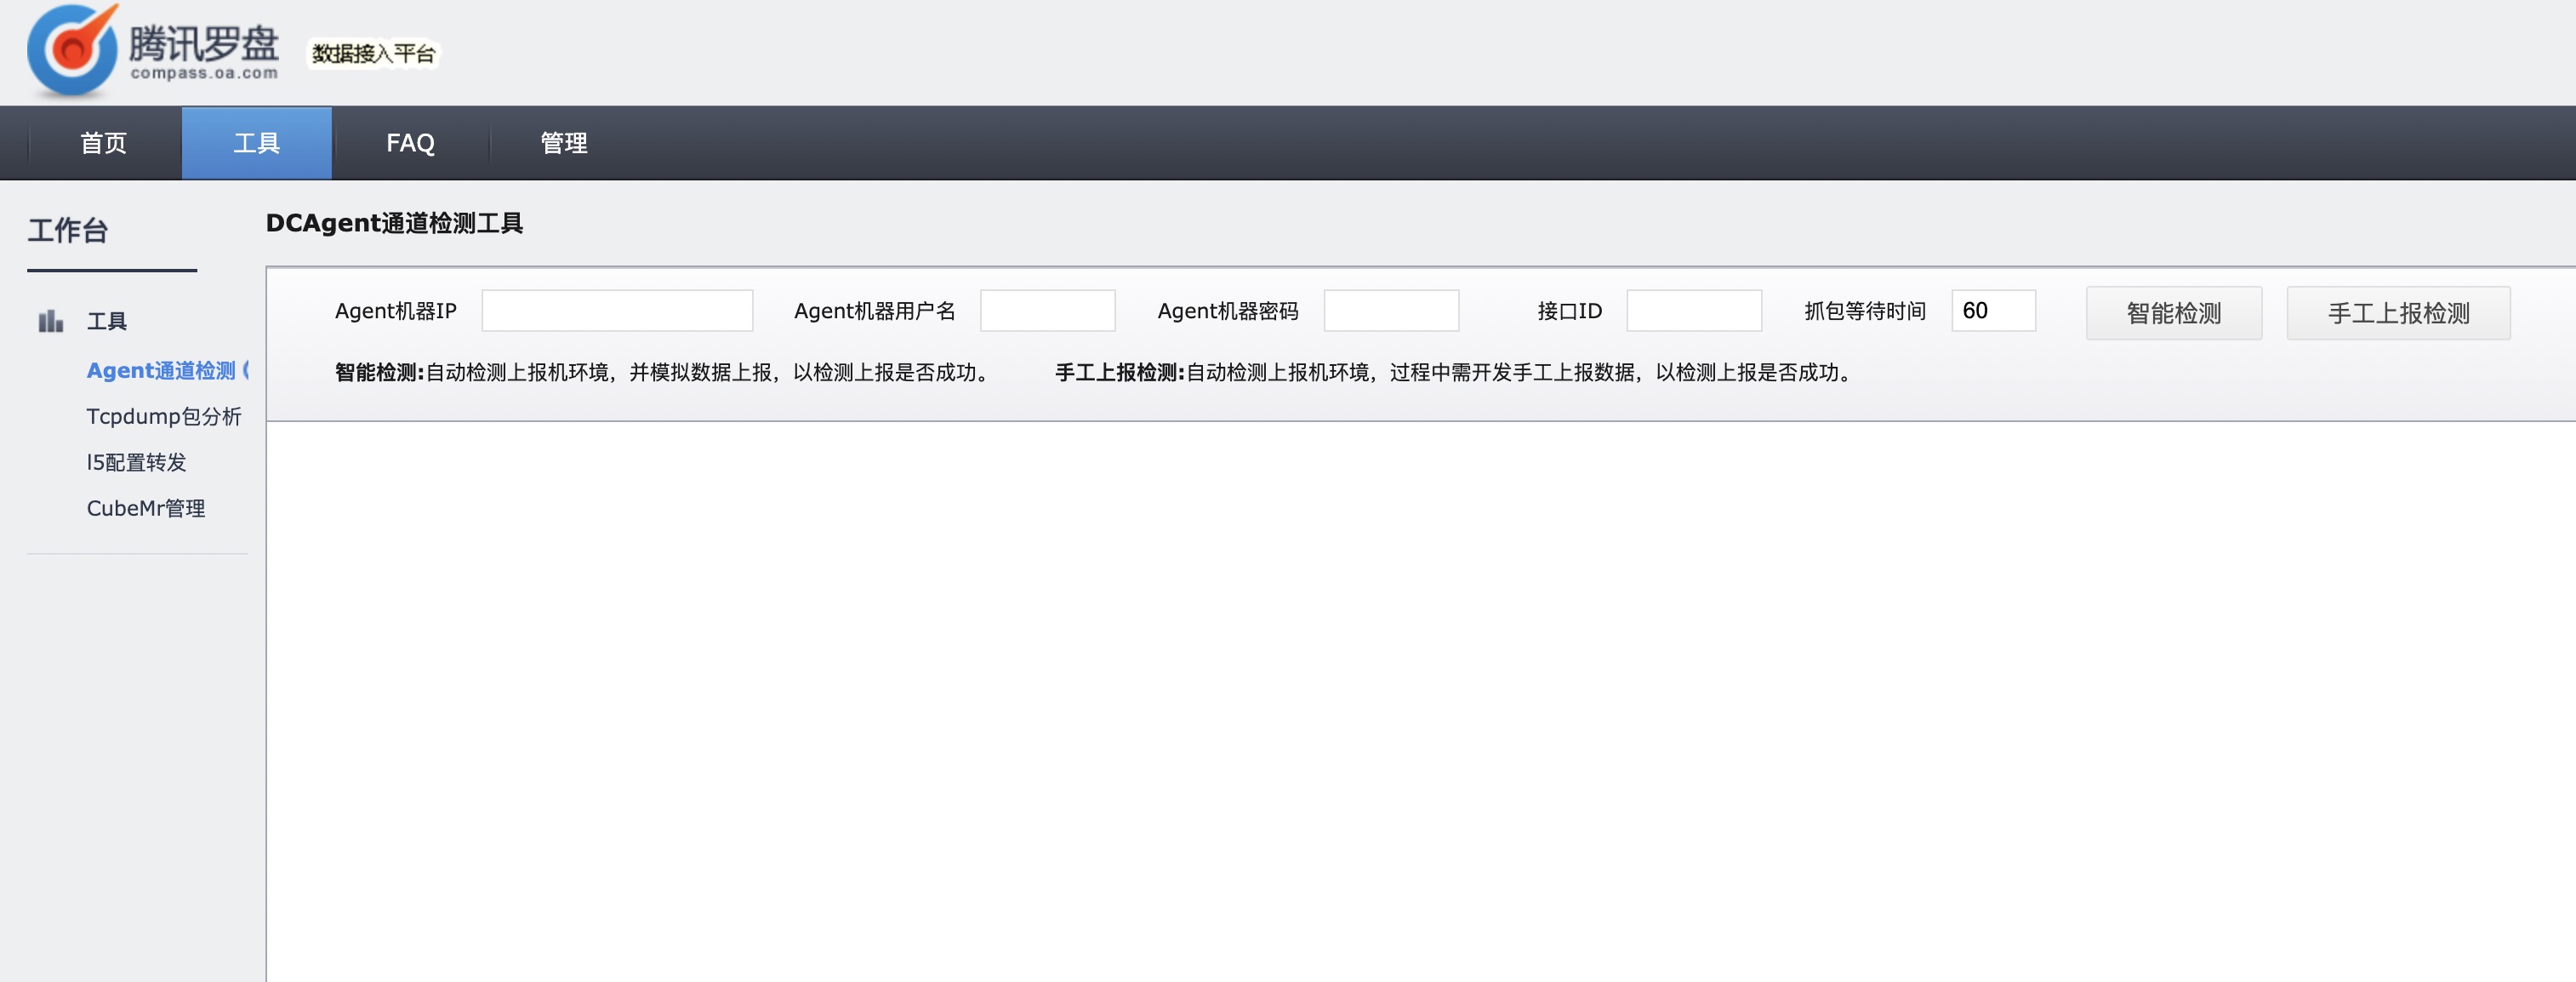 腾讯罗盘
compass.oa.com
数据接入平台
首页 工具 FAQ 管理
工作台
工具
Agent通道检测 (
Tcpdump包分析
l5配置转发
CubeMr管理
DCAgent通道检测工具
Agent机器IP Agent机器用户名 Agent机器密码 接口ID 抓包等待时间 60 智能检测 手工上报检测
智能检测:自动检测上报机环境，并模拟数据上报，以检测上报是否成功。 手工上报检测:自动检测上报机环境，过程中需开发手工上报数据，以检测上报是否成功。